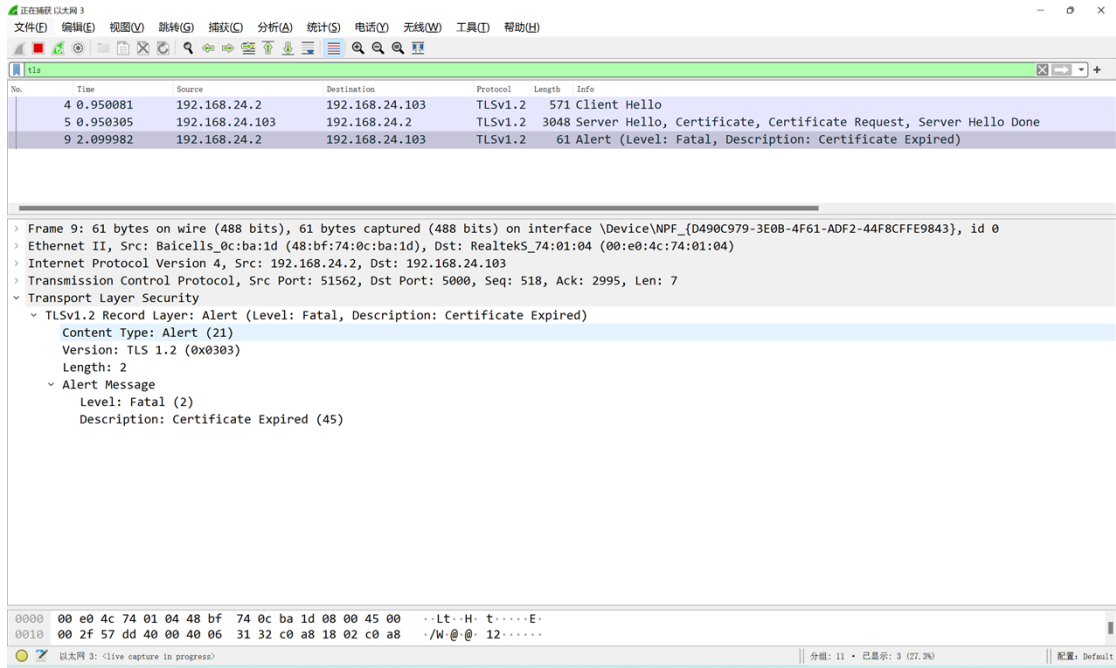 正在捕获 以太网 3
文件(F) 编辑(E) 视图(V) 跳转(G) 捕获(C) 分析(A) 统计(S) 电话(Y) 无线(W) 工具(T) 帮助(H)
tls
No. Time Source Destination Protocol Length Info
4 0.950081 192.168.24.2 192.168.24.103 TLSv1.2 571 Client Hello
5 0.950305 192.168.24.103 192.168.24.2 TLSv1.2 3048 Server Hello, Certificate, Certificate Request, Server Hello Done
9 2.099982 192.168.24.2 192.168.24.103 TLSv1.2 61 Alert (Level: Fatal, Description: Certificate Expired)
Frame 9: 61 bytes on wire (488 bits), 61 bytes captured (488 bits) on interface \Device\NPF_{D490C979-3E0B-4F61-ADF2-44F8CFFE9843}, id 0
Ethernet II, Src: Baicells_0c:ba:1d (48:bf:74:0c:ba:1d), Dst: RealtekS_74:01:04 (00:e0:4c:74:01:04)
Internet Protocol Version 4, Src: 192.168.24.2, Dst: 192.168.24.103
Transmission Control Protocol, Src Port: 51562, Dst Port: 5000, Seq: 518, Ack: 2995, Len: 7
Transport Layer Security
TLSv1.2 Record Layer: Alert (Level: Fatal, Description: Certificate Expired)
Content Type: Alert (21)
Version: TLS 1.2 (0x0303)
Length: 2
Alert Message
Level: Fatal (2)
Description: Certificate Expired (45)
0000 00 e0 4c 74 01 04 48 bf 74 0c ba 1d 08 00 45 00 ··Lt··H· t·····E·
0010 00 2f 57 dd 40 00 40 06 31 32 c0 a8 18 02 c0 a8 ·/W·@·@· 12······
以太网 3: <live capture in progress> 分组: 11 · 已显示: 3 (27.3%) 配置: Default